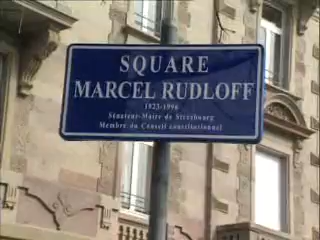 SQUARE
MARCEL RUDLOFF
1923-1996
Sénateur-Maire de Strasbourg
Membre du Conseil constitutionnel